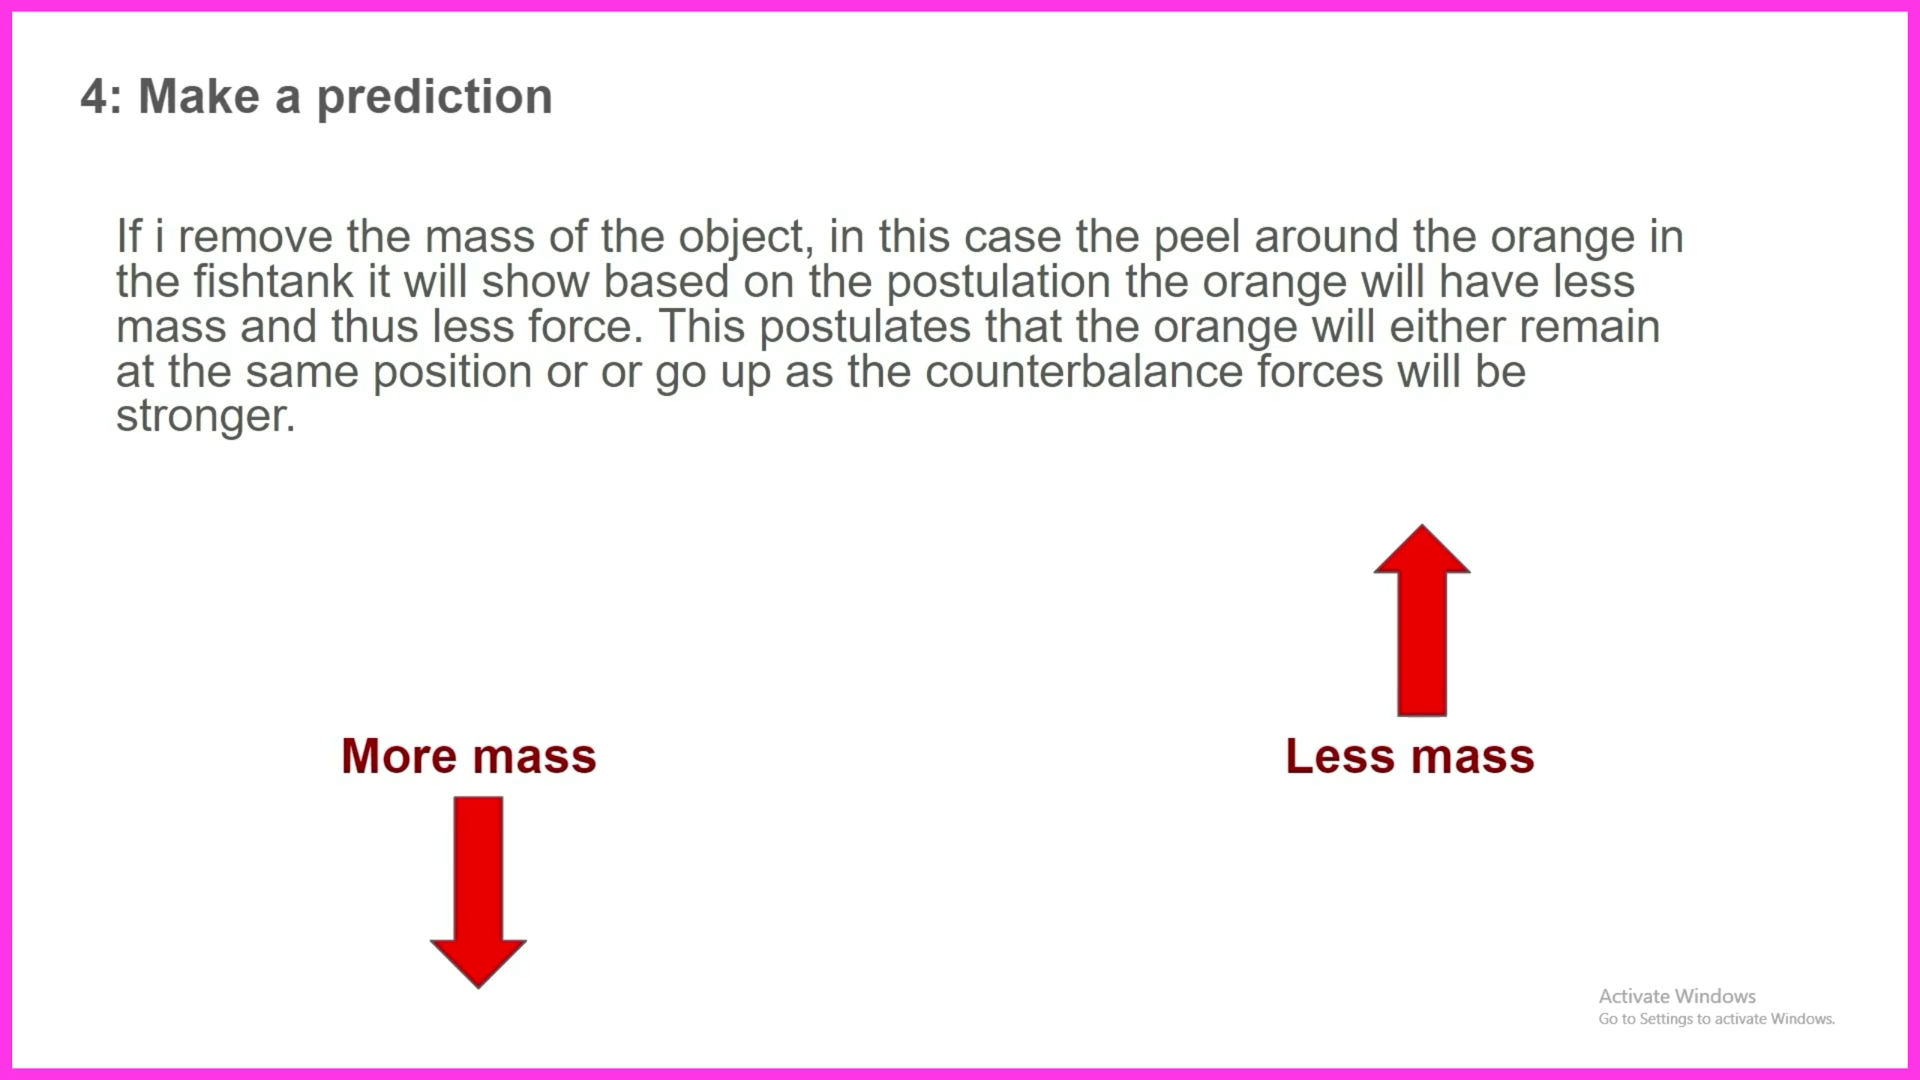 4: Make a prediction
If i remove the mass of the object, in this case the peel around the orange in
the fishtank it will show based on the postulation the orange will have less
mass and thus less force. This postulates that the orange will either remain
at the same position or or go up as the counterbalance forces will be
stronger.
More mass
Less mass
Activate Windows
Go to Settings to activate Windows.